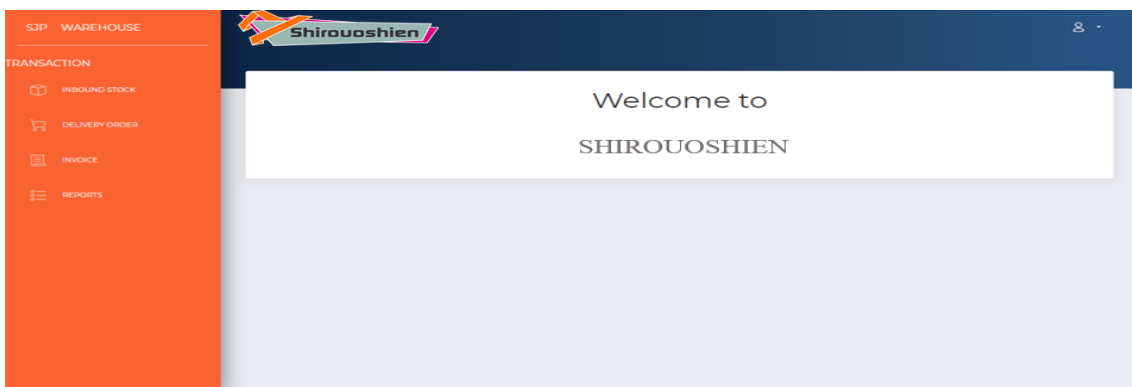 SJP WAREHOUSE
TRANSACTION
INBOUND STOCK
DELIVERY ORDER
INVOICE
REPORTS
Shirouoshien
Welcome to
SHIROUOSHIEN